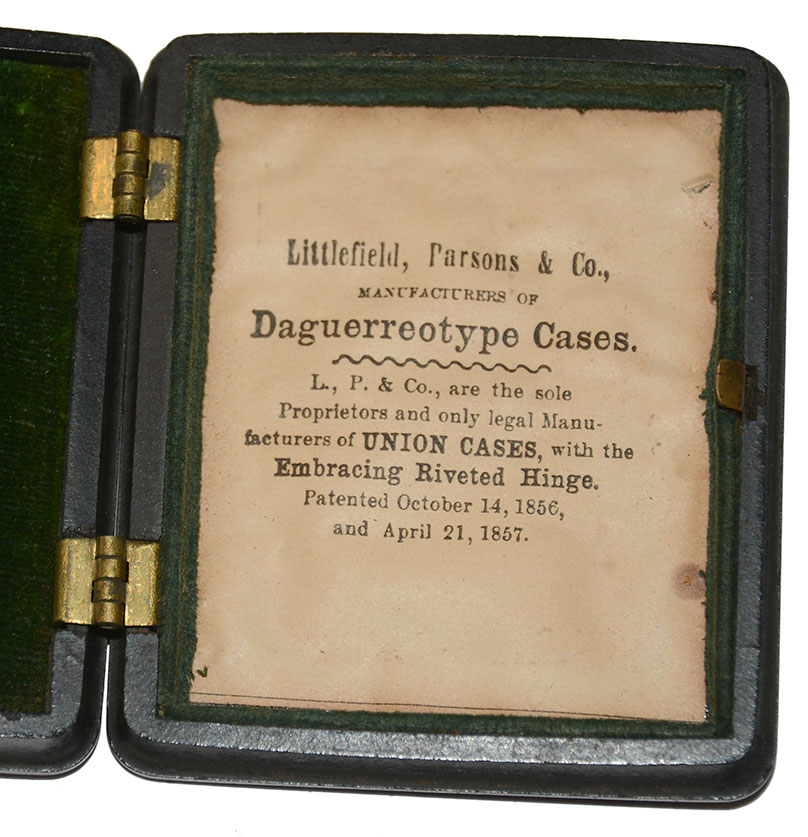 Littlefield, Parsons & Co.,
MANUFACTURERS OF
Daguerreotype Cases.
L., P. & Co., are the sole
Proprietors and only legal Manu-
facturers of UNION CASES, with the
Embracing Riveted Hinge.
Patented October 14, 1856,
and April 21, 1857.